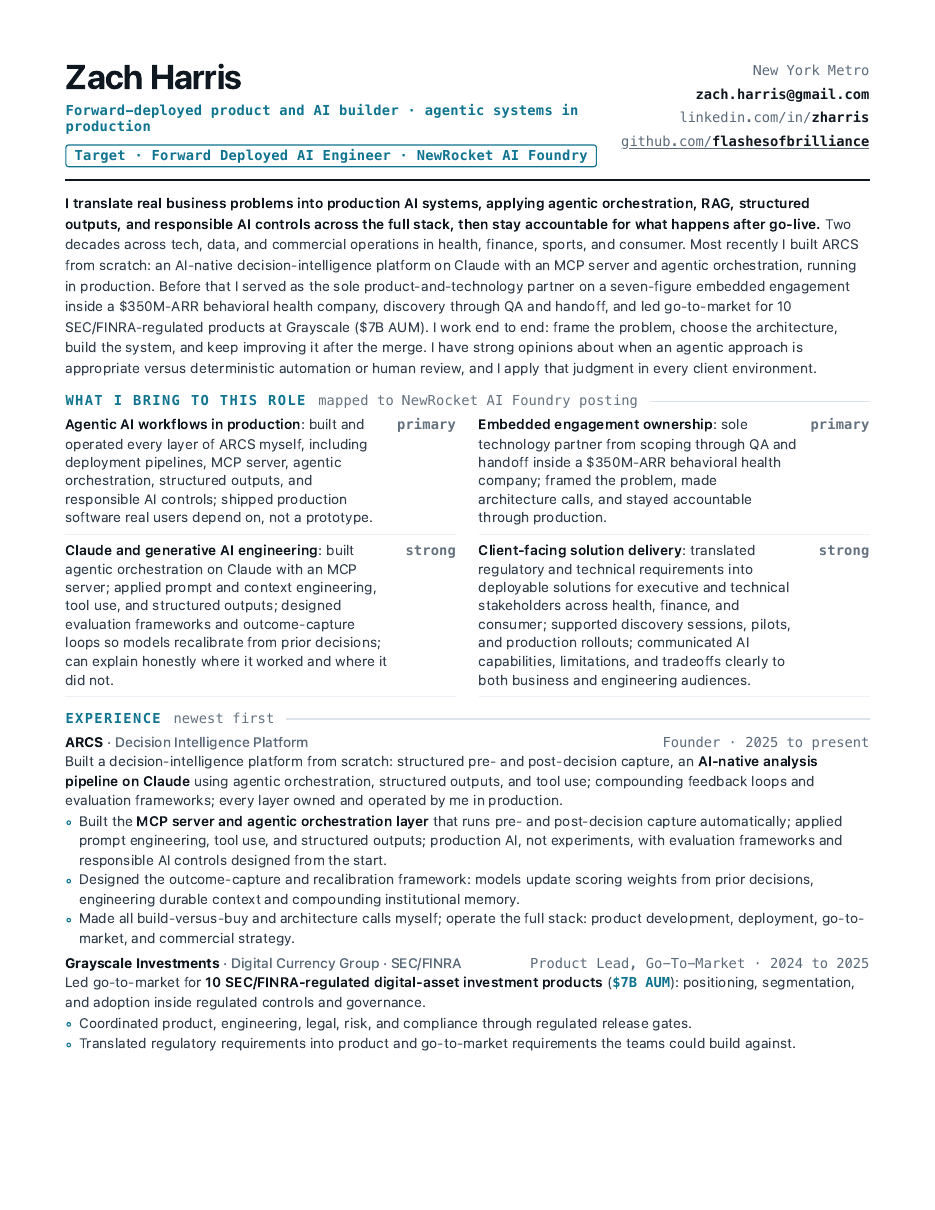 Zach Harris
Forward-deployed product and AI builder · agentic systems in
production
Target · Forward Deployed AI Engineer · NewRocket AI Foundry
New York Metro
zach.harris@gmail.com
linkedin.com/in/zharris
github.com/flashesofbrilliance
I translate real business problems into production AI systems, applying agentic orchestration, RAG, structured
outputs, and responsible AI controls across the full stack, then stay accountable for what happens after go-live. Two
decades across tech, data, and commercial operations in health, finance, sports, and consumer. Most recently I built ARCS
from scratch: an AI-native decision-intelligence platform on Claude with an MCP server and agentic orchestration, running
in production. Before that I served as the sole product-and-technology partner on a seven-figure embedded engagement
inside a $350M-ARR behavioral health company, discovery through QA and handoff, and led go-to-market for 10
SEC/FINRA-regulated products at Grayscale ($7B AUM). I work end to end: frame the problem, choose the architecture,
build the system, and keep improving it after the merge. I have strong opinions about when an agentic approach is
appropriate versus deterministic automation or human review, and I apply that judgment in every client environment.
WHAT I BRING TO THIS ROLE mapped to NewRocket AI Foundry posting
Agentic AI workflows in production: built and primary
operated every layer of ARCS myself, including
deployment pipelines, MCP server, agentic
orchestration, structured outputs, and
responsible AI controls; shipped production
software real users depend on, not a prototype.
Embedded engagement ownership: sole primary
technology partner from scoping through QA and
handoff inside a $350M-ARR behavioral health
company; framed the problem, made
architecture calls, and stayed accountable
through production.
Claude and generative AI engineering: built strong
agentic orchestration on Claude with an MCP
server; applied prompt and context engineering,
tool use, and structured outputs; designed
evaluation frameworks and outcome-capture
loops so models recalibrate from prior decisions;
can explain honestly where it worked and where it
did not.
Client-facing solution delivery: translated strong
regulatory and technical requirements into
deployable solutions for executive and technical
stakeholders across health, finance, and
consumer; supported discovery sessions, pilots,
and production rollouts; communicated AI
capabilities, limitations, and tradeoffs clearly to
both business and engineering audiences.
EXPERIENCE newest first
ARCS · Decision Intelligence Platform Founder · 2025 to present
Built a decision-intelligence platform from scratch: structured pre- and post-decision capture, an AI-native analysis
pipeline on Claude using agentic orchestration, structured outputs, and tool use; compounding feedback loops and
evaluation frameworks; every layer owned and operated by me in production.
Built the MCP server and agentic orchestration layer that runs pre- and post-decision capture automatically; applied
prompt engineering, tool use, and structured outputs; production AI, not experiments, with evaluation frameworks and
responsible AI controls designed from the start.
Designed the outcome-capture and recalibration framework: models update scoring weights from prior decisions,
engineering durable context and compounding institutional memory.
Made all build-versus-buy and architecture calls myself; operate the full stack: product development, deployment, go-to-
market, and commercial strategy.
Grayscale Investments · Digital Currency Group · SEC/FINRA Product Lead, Go-To-Market · 2024 to 2025
Led go-to-market for 10 SEC/FINRA-regulated digital-asset investment products ($7B AUM): positioning, segmentation,
and adoption inside regulated controls and governance.
Coordinated product, engineering, legal, risk, and compliance through regulated release gates.
Translated regulatory requirements into product and go-to-market requirements the teams could build against.